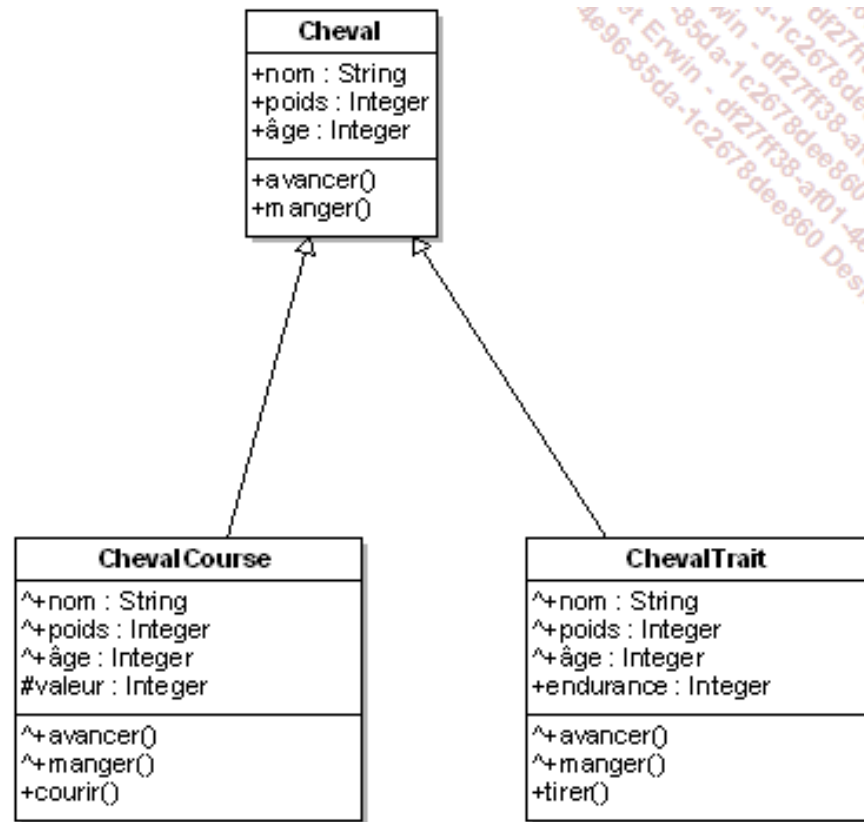 Cheval
+nom : String
+poids : Integer
+âge : Integer
+avancer()
+manger()
ChevalCourse
^+nom : String
^+poids : Integer
^+âge : Integer
#valeur : Integer
^+avancer()
^+manger()
+courir()
ChevalTrait
^+nom : String
^+poids : Integer
^+âge : Integer
+endurance : Integer
^+avancer()
^+manger()
+tirer()